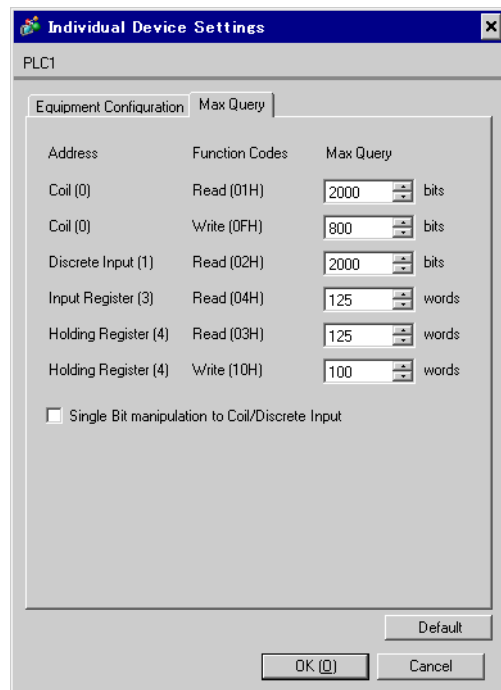 Individual Device Settings
PLC1
Equipment Configuration Max Query
Address Function Codes Max Query
Coil (0) Read (01H) 2000 bits
Coil (0) Write (0FH) 800 bits
Discrete Input (1) Read (02H) 2000 bits
Input Register (3) Read (04H) 125 words
Holding Register (4) Read (03H) 125 words
Holding Register (4) Write (10H) 100 words
Single Bit manipulation to Coil/Discrete Input
Default
OK (O) Cancel